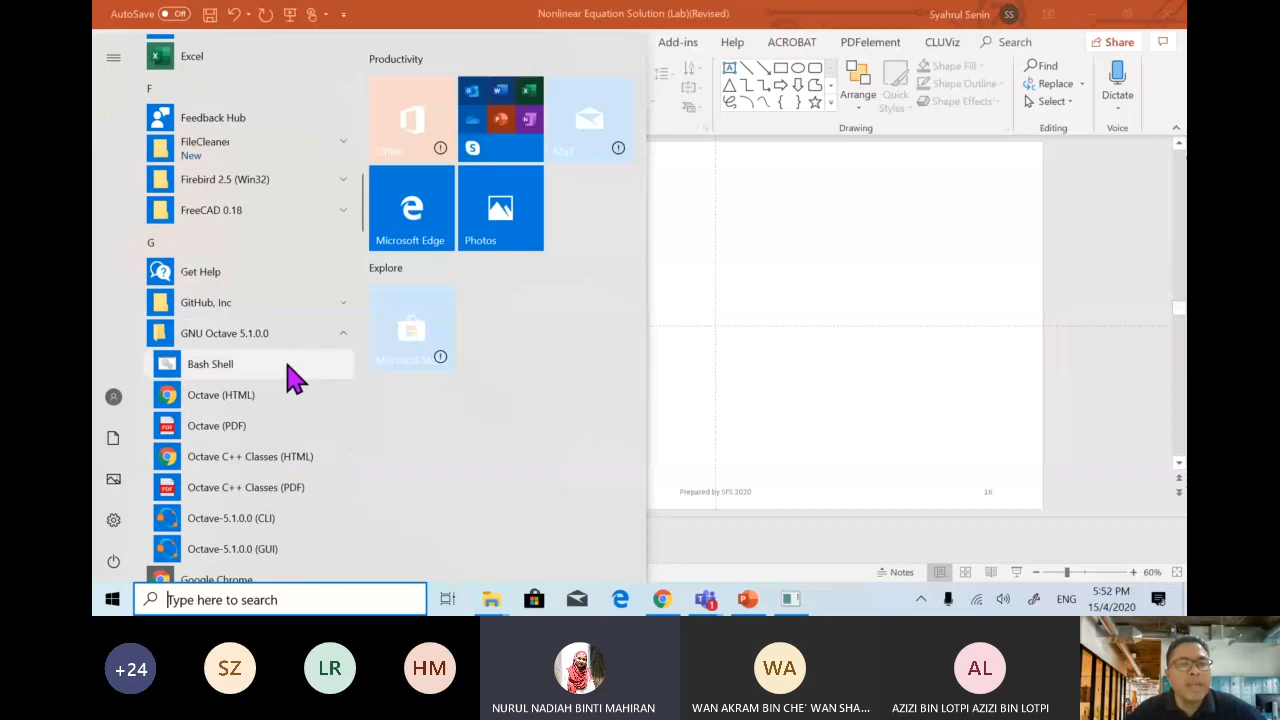 AutoSave Off
Nonlinear Equation Solution (Lab)(Revised)
Syahrul Senin SS
Add-ins Help ACROBAT PDFelement CLUViz Search Share
Shape Fill
Shape Outline
Shape Effects
Arrange
Quick
Styles
Find
Replace
Select
Dictate
Drawing Editing Voice
Excel
F
Feedback Hub
FileCleaner
New
Firebird 2.5 (Win32)
FreeCAD 0.18
G
Get Help
GitHub, Inc
GNU Octave 5.1.0.0
Bash Shell
Octave (HTML)
Octave (PDF)
Octave C++ Classes (HTML)
Octave C++ Classes (PDF)
Octave-5.1.0.0 (CLI)
Octave-5.1.0.0 (GUI)
Google Chrome
Productivity
Office
Mail
Microsoft Edge
Photos
Explore
Prepared by SFS 2020
16
Notes
60%
Type here to search
ENG
5:52 PM
15/4/2020
+24
SZ
LR
HM
NURUL NADIAH BINTI MAHIRAN
WA
WAN AKRAM BIN CHE' WAN SHA...
AL
AZIZI BIN LOTPI AZIZI BIN LOTPI